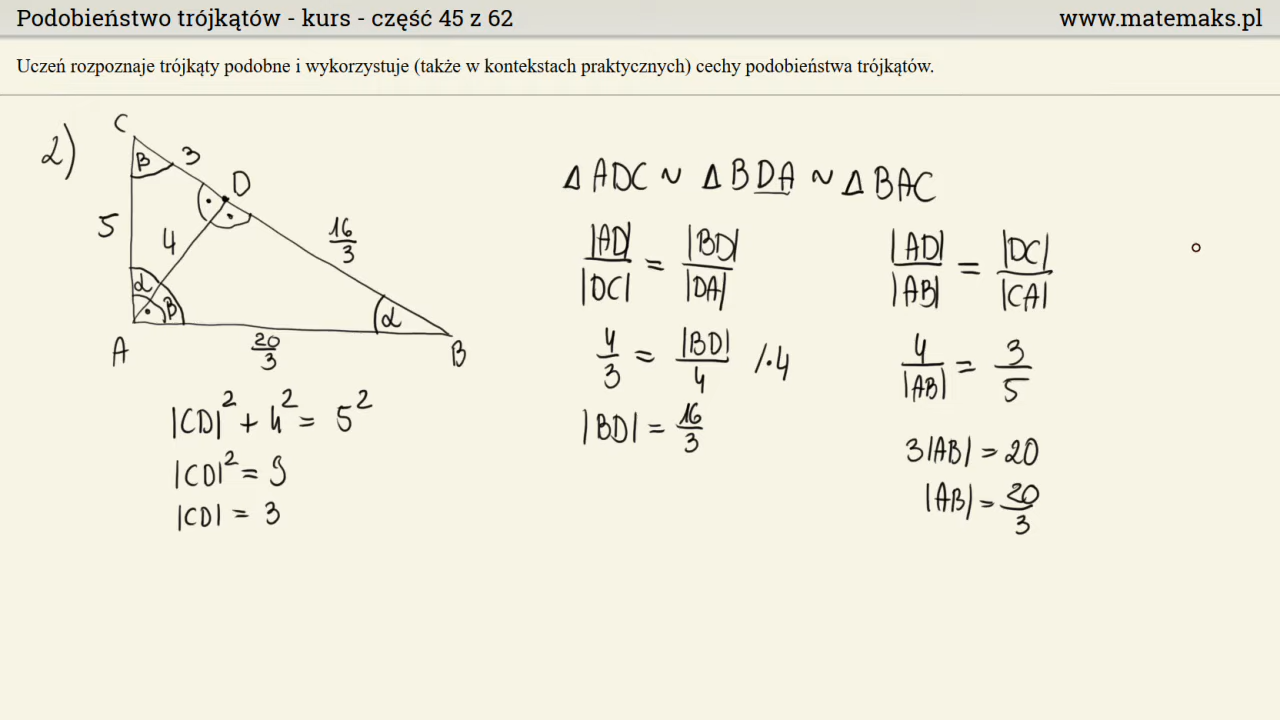 Podobieństwo trójkątów - kurs - część 45 z 62
www.matemaks.pl
Uczeń rozpoznaje trójkąty podobne i wykorzystuje (także w kontekstach praktycznych) cechy podobieństwa trójkątów.
2)
C
β 3
D
5
4
16/3
α
β
α
A
20/3
B
|CD|² + 4² = 5²
|CD|² = 9
|CD| = 3
Δ ADC ~ Δ BDA ~ Δ BAC
|AD|/|DC| = |BD|/|DA|
4/3 = |BD|/4 /·4
|BD| = 16/3
|AD|/|AB| = |DC|/|CA|
4/|AB| = 3/5
3|AB| = 20
|AB| = 20/3